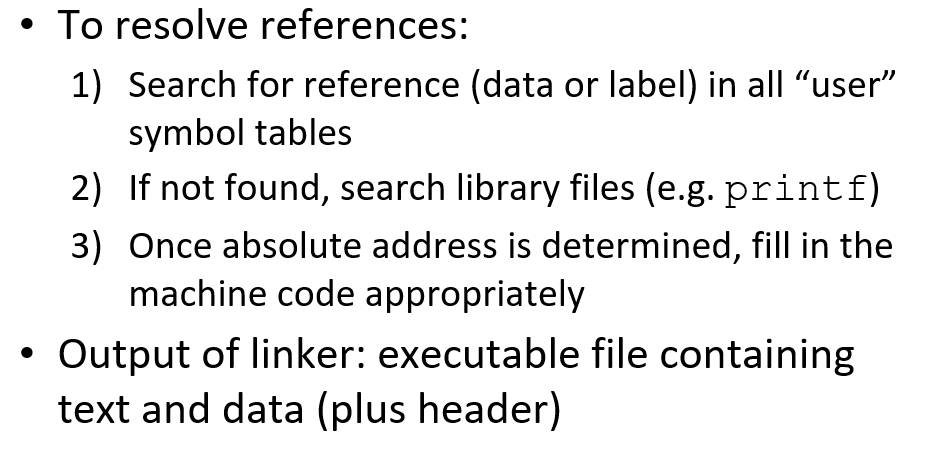 • To resolve references:
1) Search for reference (data or label) in all “user”
symbol tables
2) If not found, search library files (e.g. printf)
3) Once absolute address is determined, fill in the
machine code appropriately
• Output of linker: executable file containing
text and data (plus header)